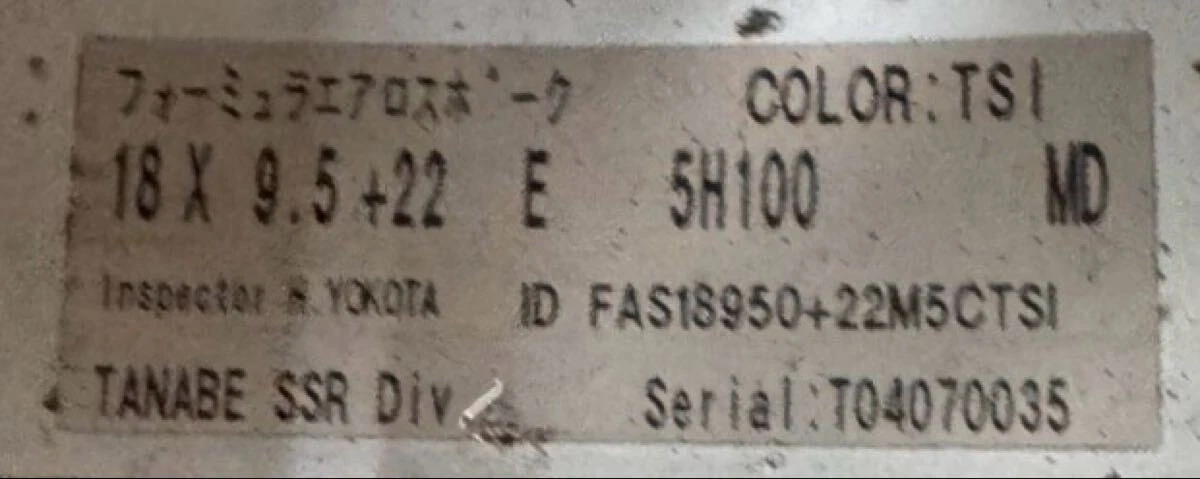 フォーミュラエアロスポーク COLOR:TSI
18 X 9.5 +22 E 5H100 MD
Inspector H.YOKOTA ID FAS18950+22M5CTSI
TANABE SSR Div. Serial:T04070035